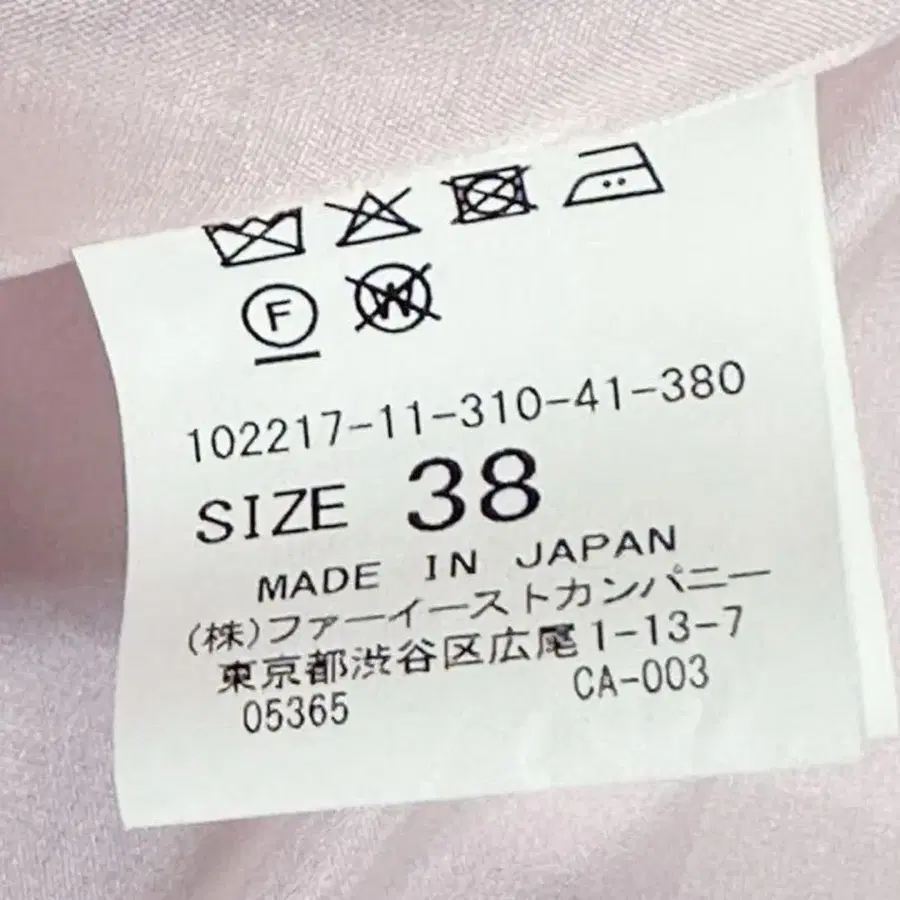 F W
102217-11-310-41-380
SIZE 38
MADE IN JAPAN
(株)ファーイーストカンパニー
東京都渋谷区広尾1-13-7
05365 CA-003